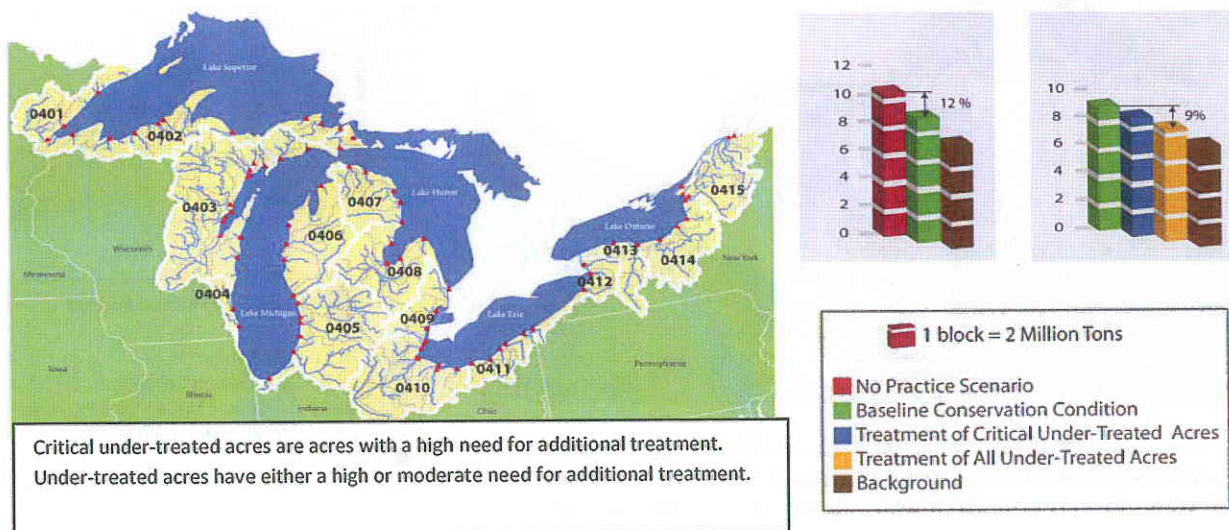 Lake Superior
0401
0402
0403
0407
Lake Huron
0415
0406
Lake Ontario
0413
Wisconsin
0408
0414
New York
Minnesota
0412
0404
Lake Michigan
0409
Lake Erie
0405
Iowa
0411
Pennsylvania
0410
Illinois
Indiana
Ohio
Critical under-treated acres are acres with a high need for additional treatment.
Under-treated acres have either a high or moderate need for additional treatment.
12
10
8
6
4
2
0
12 %
10
8
6
4
2
0
9%
1 block = 2 Million Tons
No Practice Scenario
Baseline Conservation Condition
Treatment of Critical Under-Treated Acres
Treatment of All Under-Treated Acres
Background